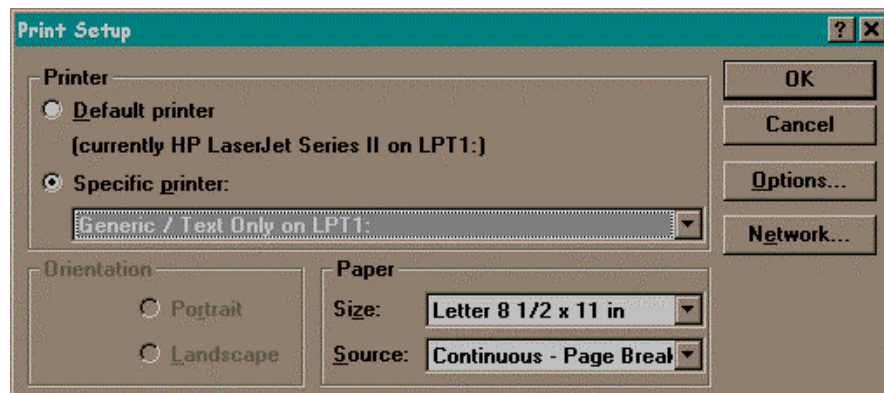 Print Setup
Printer
Default printer
(currently HP LaserJet Series II on LPT1:)
Specific printer:
Generic / Text Only on LPT1:
OK
Cancel
Options...
Network...
Orientation
Portrait
Landscape
Paper
Size:
Letter 8 1/2 x 11 in
Source:
Continuous - Page Break